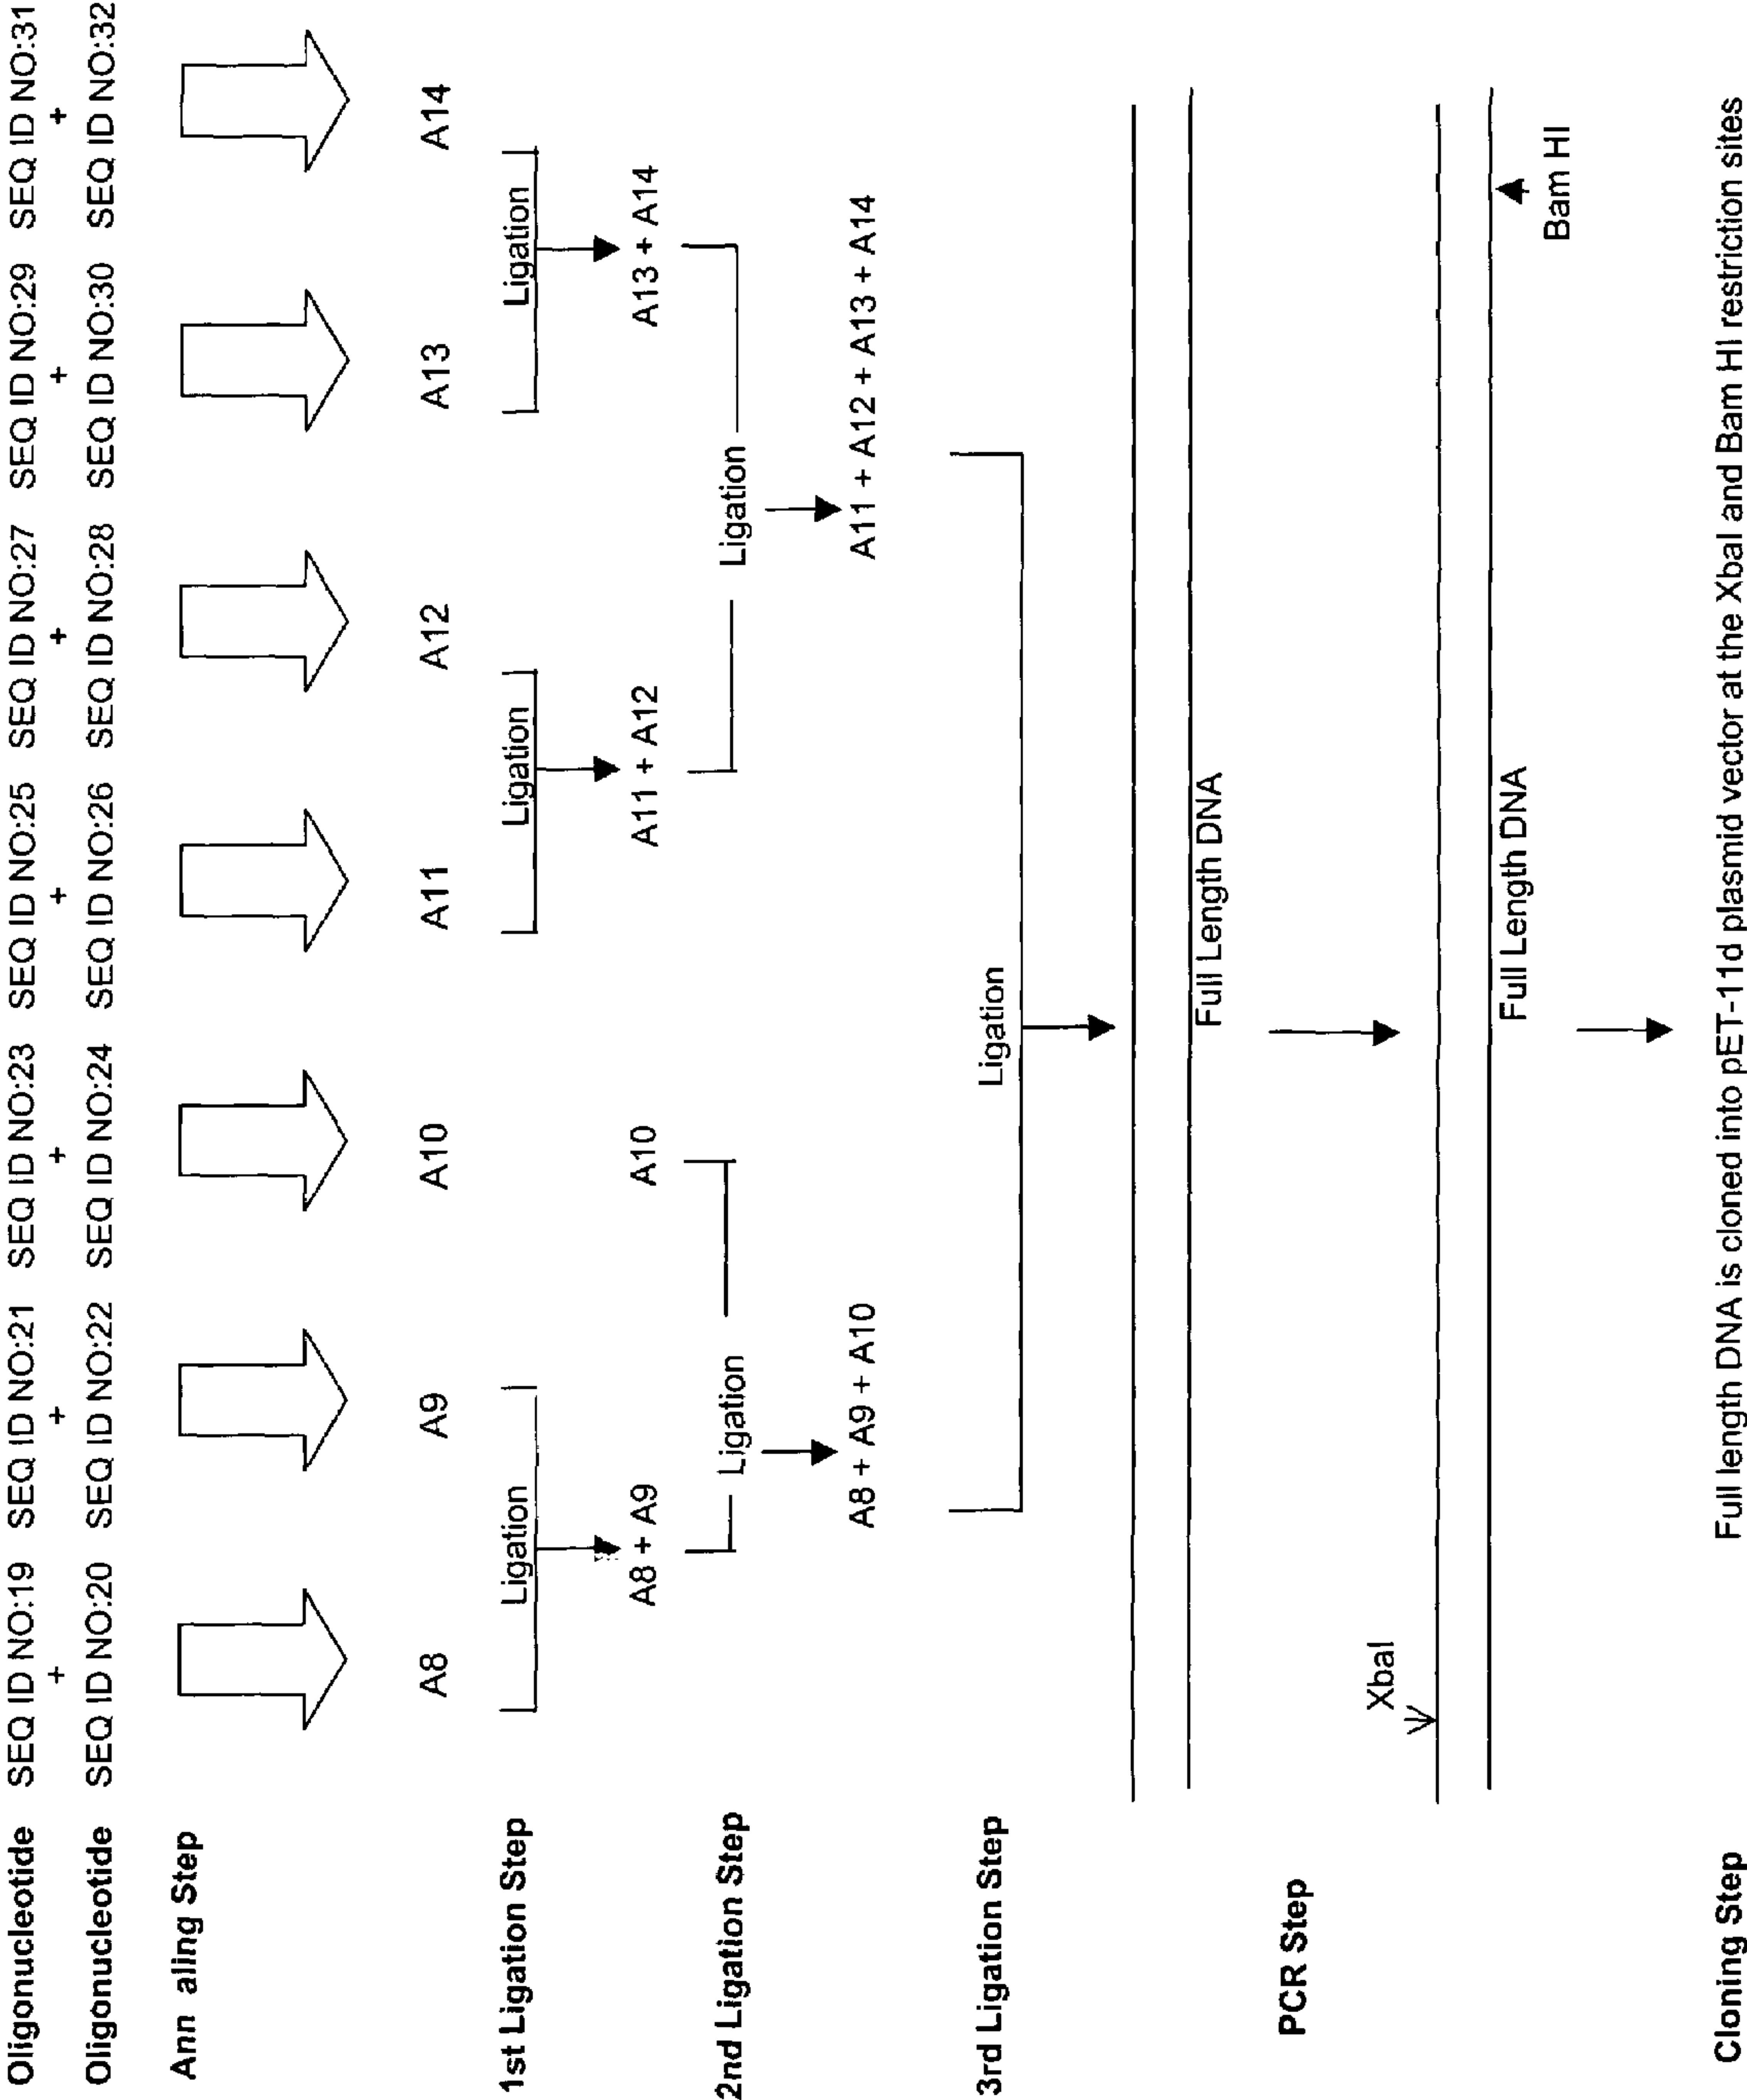 Oligonucleotide SEQ ID NO:19 SEQ ID NO:21 SEQ ID NO:23 SEQ ID NO:25 SEQ ID NO:27 SEQ ID NO:29 SEQ ID NO:31
+ + + + + + +
Oligonucleotide SEQ ID NO:20 SEQ ID NO:22 SEQ ID NO:24 SEQ ID NO:26 SEQ ID NO:28 SEQ ID NO:30 SEQ ID NO:32
Ann aling Step
A8 A9 A10 A11 A12 A13 A14
1st Ligation Step Ligation Ligation Ligation
A8 + A9 A10 A11 + A12 A13 + A14
2nd Ligation Step Ligation Ligation
A8 + A9 + A10 A11 + A12 + A13 + A14
3rd Ligation Step Ligation
Full Length DNA
PCR Step
XbaI
Full Length DNA
Bam HI
Cloning Step Full length DNA is cloned into pET-11d plasmid vector at the XbaI and Bam HI restriction sites